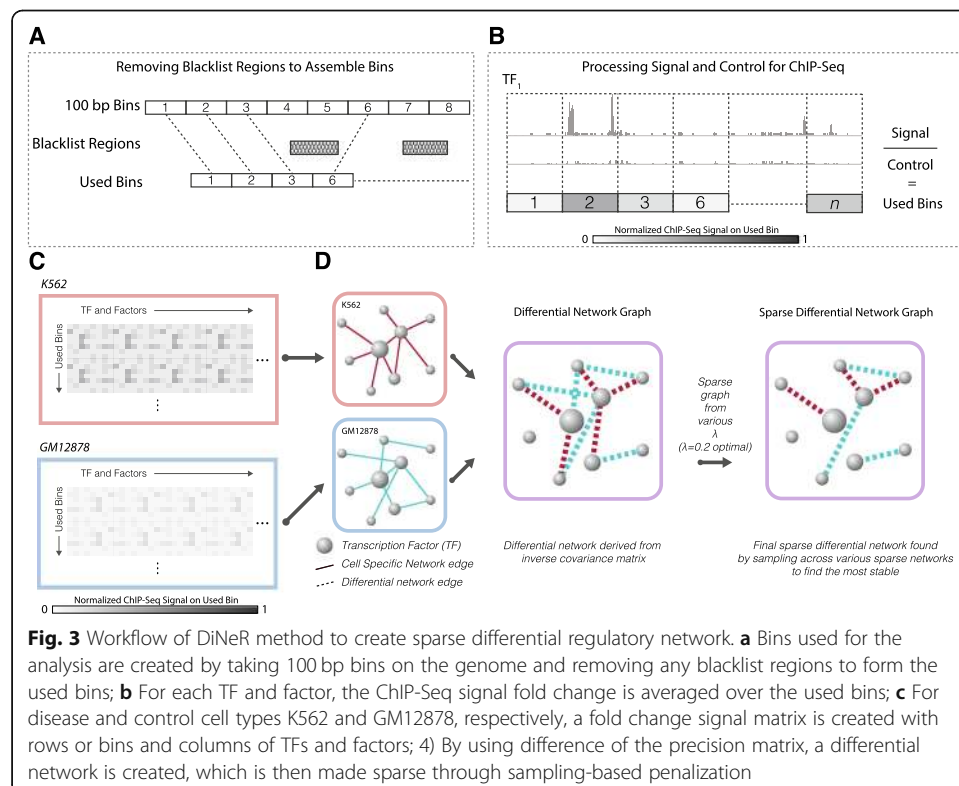 A
Removing Blacklist Regions to Assemble Bins
100 bp Bins
1 2 3 4 5 6 7 8
Blacklist Regions
Used Bins
1 2 3 6
B
Processing Signal and Control for ChIP-Seq
TF1
Signal
Control
=
Used Bins
1 2 3 6 n
Normalized ChIP-Seq Signal on Used Bin
0 1
C
K562
TF and Factors
Used Bins
...
⋮
GM12878
TF and Factors
Used Bins
...
⋮
Normalized ChIP-Seq Signal on Used Bin
0 1
D
K562
GM12878
Transcription Factor (TF)
Cell Specific Network edge
Differential network edge
Differential Network Graph
Differential network derived from
inverse covariance matrix
Sparse
graph
from
various
λ
(λ=0.2 optimal)
Sparse Differential Network Graph
Final sparse differential network found
by sampling across various sparse networks
to find the most stable
Fig. 3 Workflow of DiNeR method to create sparse differential regulatory network. a Bins used for the
analysis are created by taking 100 bp bins on the genome and removing any blacklist regions to form the
used bins; b For each TF and factor, the ChIP-Seq signal fold change is averaged over the used bins; c For
disease and control cell types K562 and GM12878, respectively, a fold change signal matrix is created with
rows or bins and columns of TFs and factors; 4) By using difference of the precision matrix, a differential
network is created, which is then made sparse through sampling-based penalization